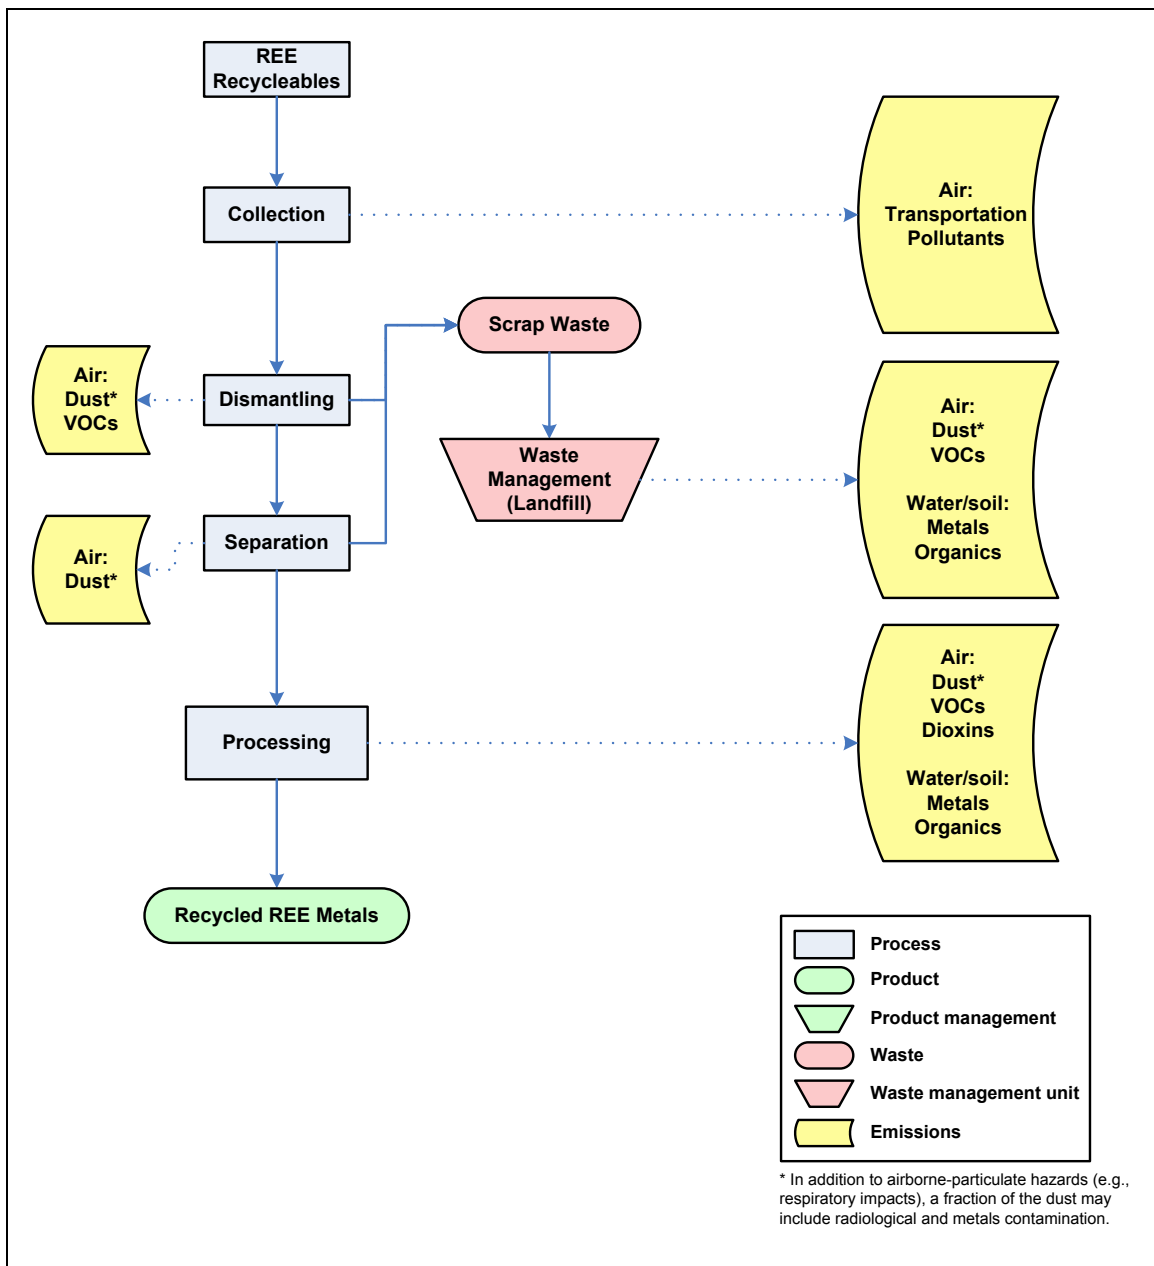 REE
Recycleables
Collection
Air:
Transportation
Pollutants
Scrap Waste
Air:
Dust*
VOCs
Dismantling
Waste
Management
(Landfill)
Air:
Dust*
VOCs
Water/soil:
Metals
Organics
Air:
Dust*
Separation
Processing
Air:
Dust*
VOCs
Dioxins
Water/soil:
Metals
Organics
Recycled REE Metals
Process
Product
Product management
Waste
Waste management unit
Emissions
* In addition to airborne-particulate hazards (e.g.,
respiratory impacts), a fraction of the dust may
include radiological and metals contamination.